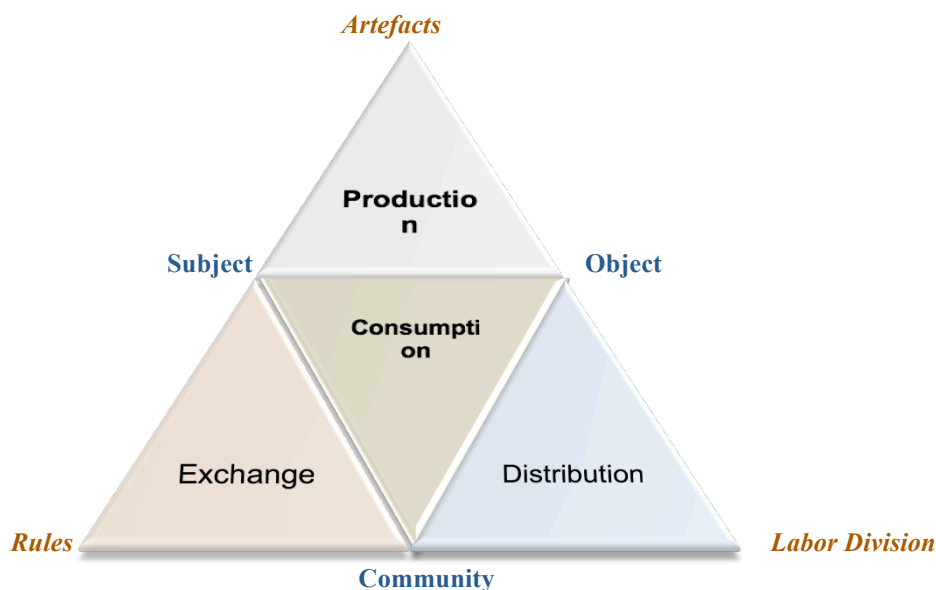 Artefacts
Productio
n
Subject
Object
Consumpti
on
Exchange
Distribution
Rules
Labor Division
Community